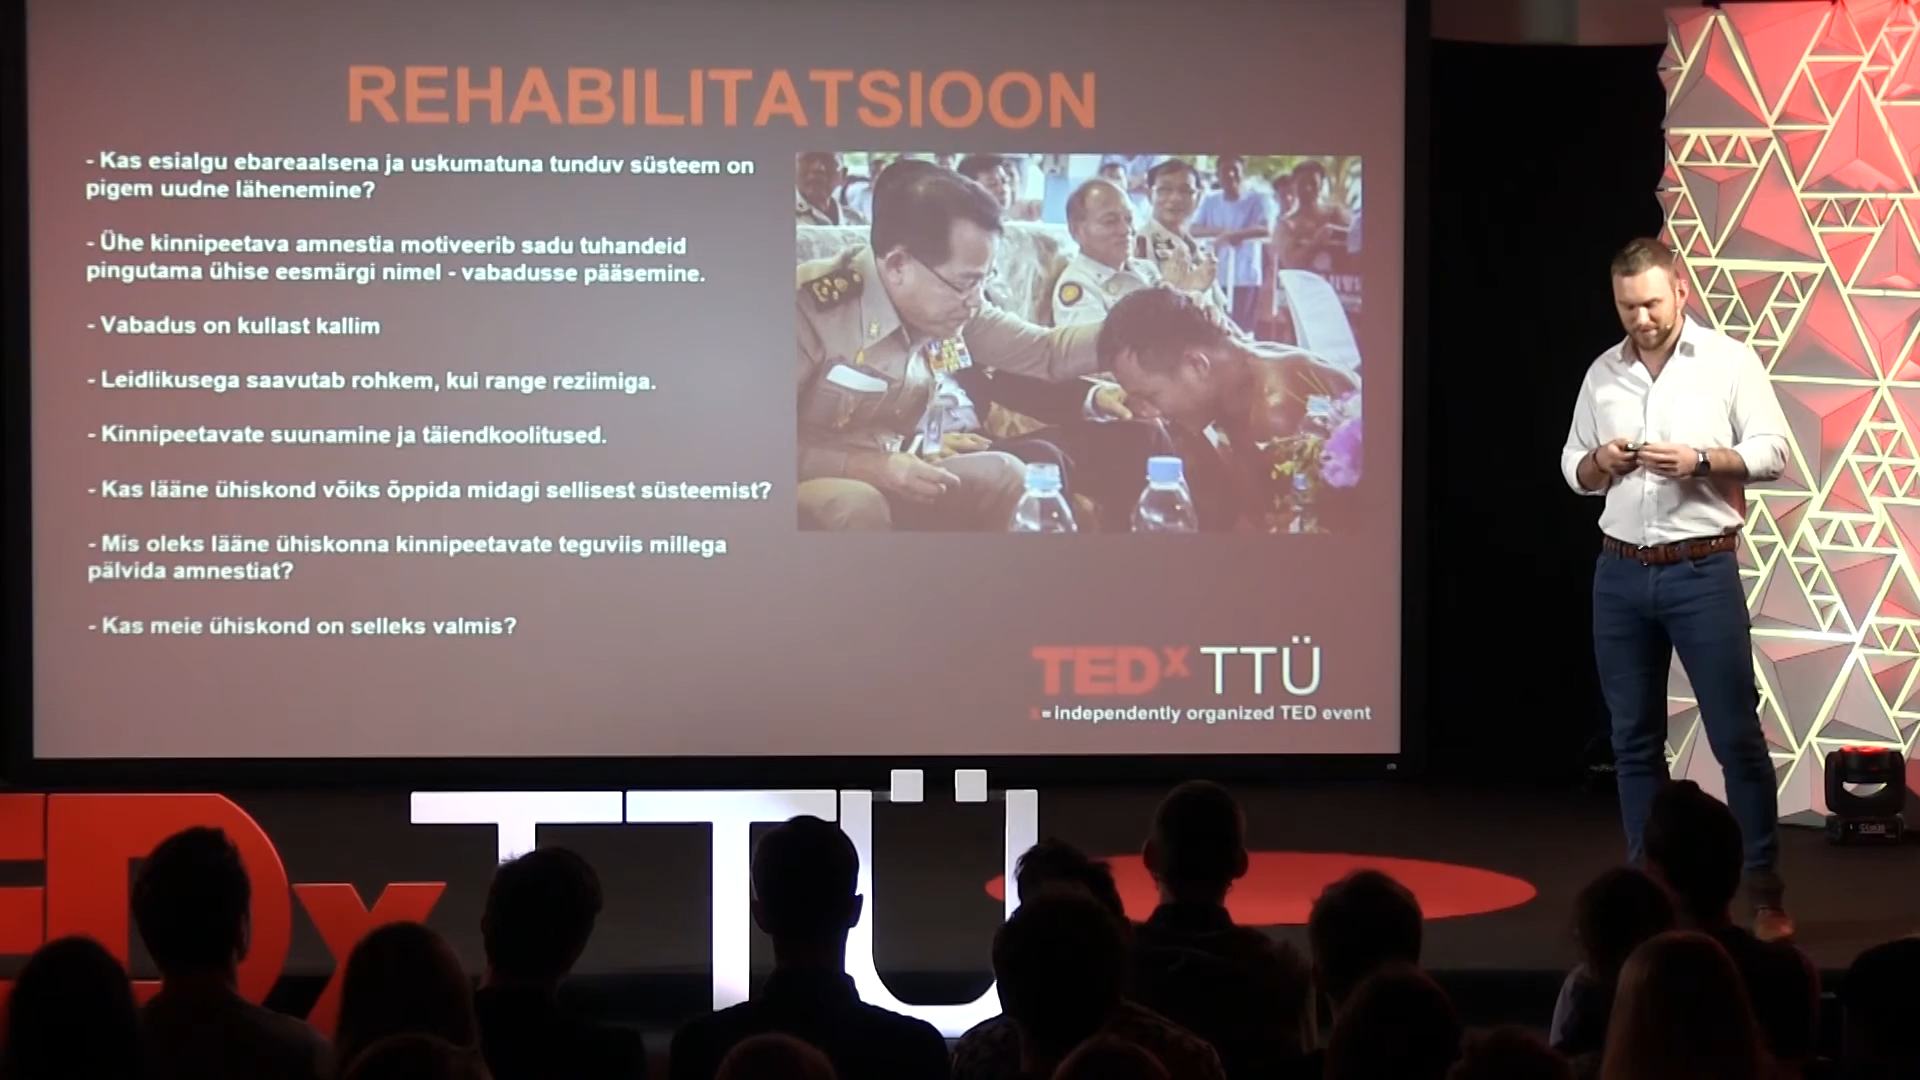 REHABILITATSIOON
- Kas esialgu ebareaalsena ja uskumatuna tunduv süsteem on
pigem uudne lähenemine?
- Ühe kinnipeetava amnestia motiveerib sadu tuhandeid
pingutama ühise eesmärgi nimel - vabadusse pääsemine.
- Vabadus on kullast kallim
- Leidlikusega saavutab rohkem, kui range reziimiga.
- Kinnipeetavate suunamine ja täiendkoolitused.
- Kas lääne ühiskond võiks õppida midagi sellisest süsteemist?
- Mis oleks lääne ühiskonna kinnipeetavate teguviis millega
pälvida amnestiat?
- Kas meie ühiskond on selleks valmis?
TEDx TTÜ
x = independently organized TED event
EDx TTÜ